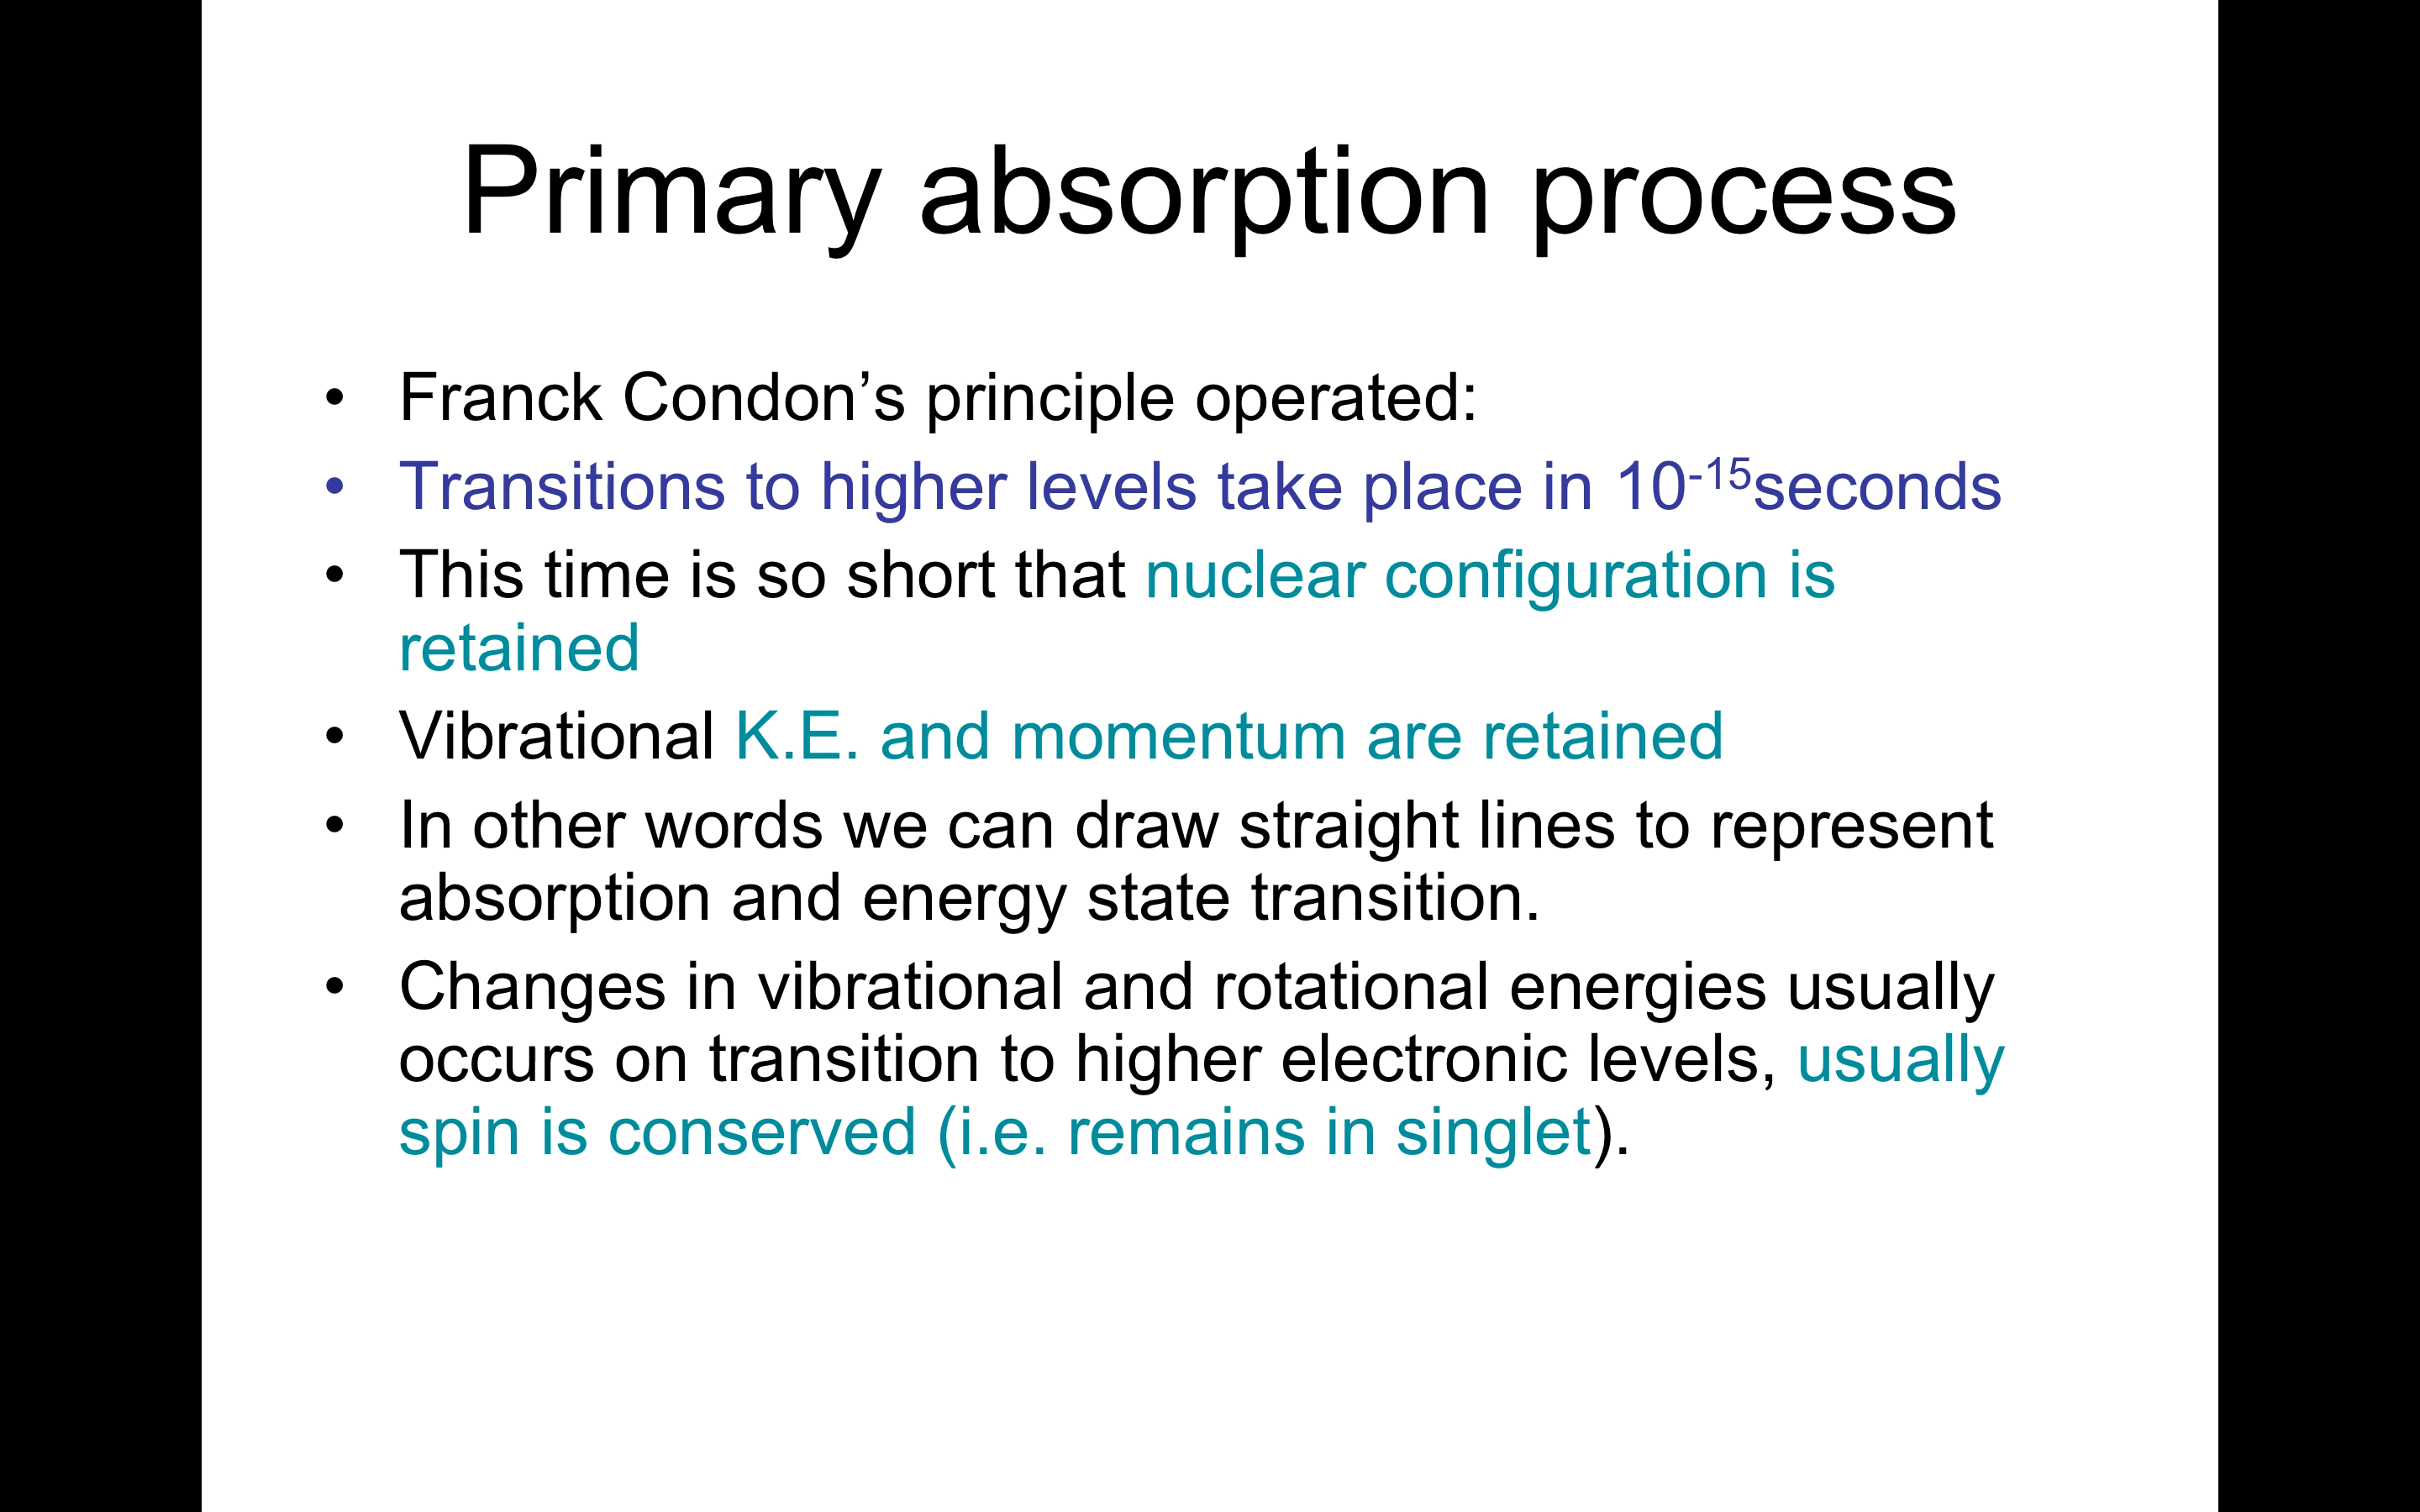 Primary absorption process
• Franck Condon’s principle operated:
• Transitions to higher levels take place in 10⁻¹⁵seconds
• This time is so short that nuclear configuration is
retained
• Vibrational K.E. and momentum are retained
• In other words we can draw straight lines to represent
absorption and energy state transition.
• Changes in vibrational and rotational energies usually
occurs on transition to higher electronic levels, usually
spin is conserved (i.e. remains in singlet).